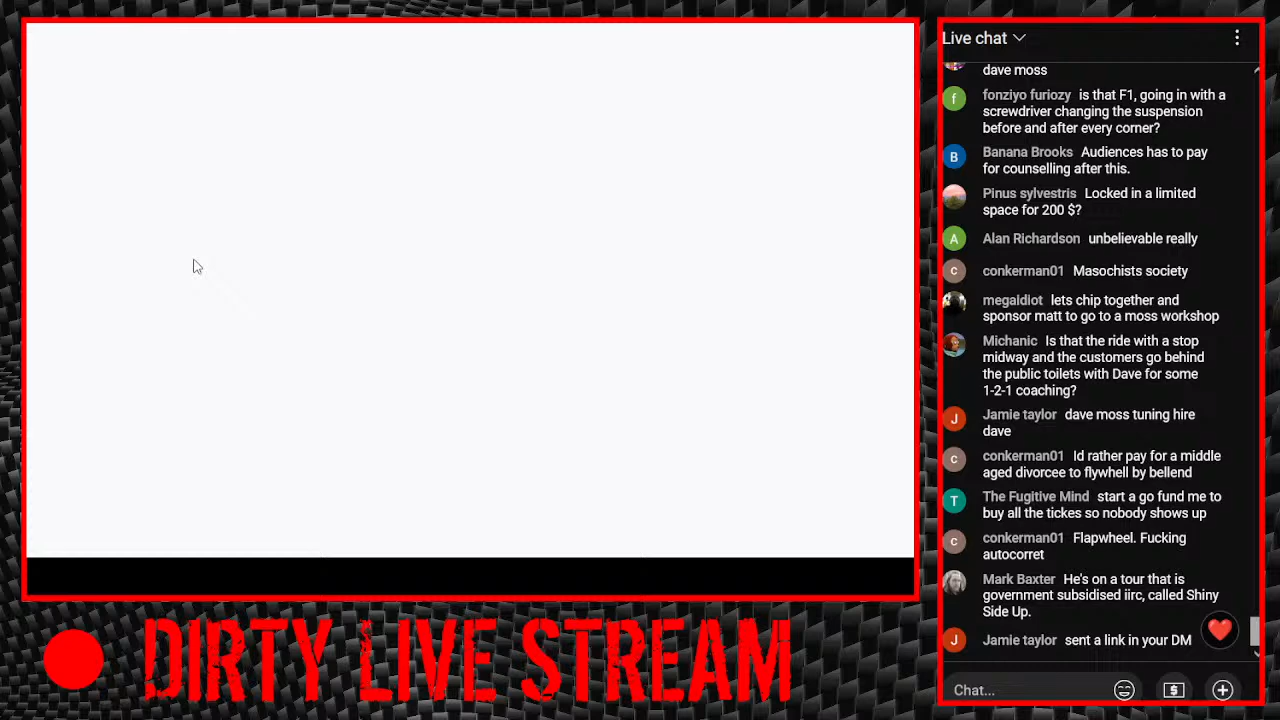 Live chat
dave moss
fonziyo furiozy is that F1, going in with a
screwdriver changing the suspension
before and after every corner?
Banana Brooks Audiences has to pay
for counselling after this.
Pinus sylvestris Locked in a limited
space for 200 $?
Alan Richardson unbelievable really
conkerman01 Masochists society
megaidiot lets chip together and
sponsor matt to go to a moss workshop
Michanic Is that the ride with a stop
midway and the customers go behind
the public toilets with Dave for some
1-2-1 coaching?
Jamie taylor dave moss tuning hire
dave
conkerman01 Id rather pay for a middle
aged divorcee to flywhell by bellend
The Fugitive Mind start a go fund me to
buy all the tickes so nobody shows up
conkerman01 Flapwheel. Fucking
autocorret
Mark Baxter He's on a tour that is
government subsidised iirc, called Shiny
Side Up.
Jamie taylor sent a link in your DM
Chat...
DIRTY LIVE STREAM
f
B
A
c
J
c
T
c
J
$